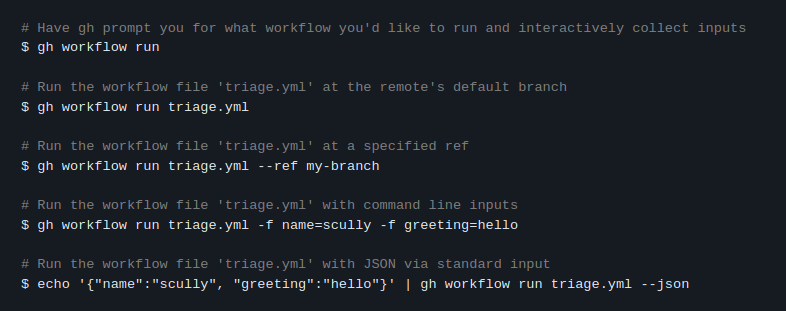 # Have gh prompt you for what workflow you'd like to run and interactively collect inputs
$ gh workflow run
# Run the workflow file 'triage.yml' at the remote's default branch
$ gh workflow run triage.yml
# Run the workflow file 'triage.yml' at a specified ref
$ gh workflow run triage.yml --ref my-branch
# Run the workflow file 'triage.yml' with command line inputs
$ gh workflow run triage.yml -f name=scully -f greeting=hello
# Run the workflow file 'triage.yml' with JSON via standard input
$ echo '{"name":"scully", "greeting":"hello"}' | gh workflow run triage.yml --json